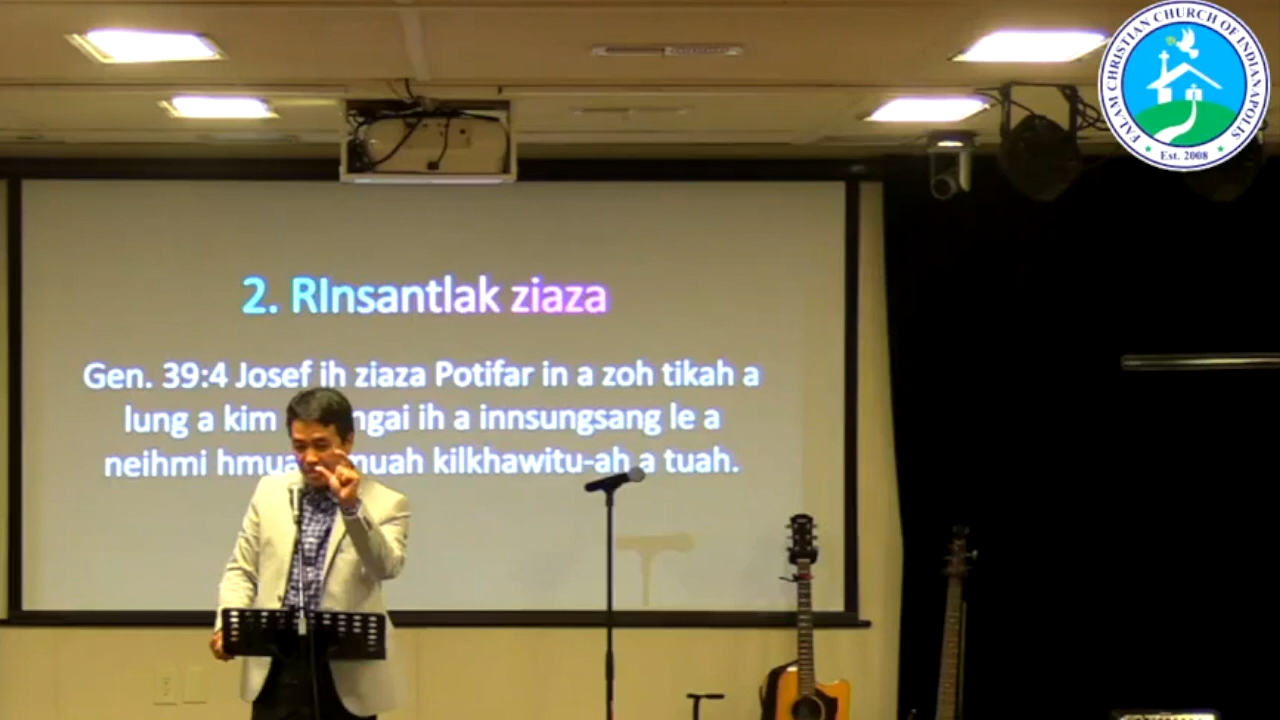 FALAM CHRISTIAN CHURCH OF INDIANAPOLIS
Est. 2008
2. RInsantlak ziaza
Gen. 39:4 Josef ih ziaza Potifar in a zoh tikah a
lung a kim ngai ih a innsungsang le a
neihmi kilkhawitu-ah a tuah.